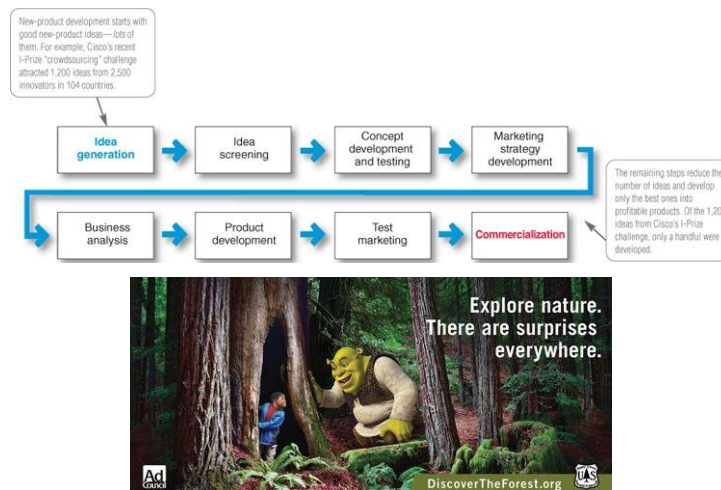 New-product development starts with
good new-product ideas—lots of
them. For example, Cisco's recent
I-Prize "crowdsourcing" challenge
attracted 1,200 ideas from 2,500
innovators in 104 countries.
Idea
generation
Idea
screening
Concept
development
and testing
Marketing
strategy
development
The remaining steps reduce the
number of ideas and develop
only the best ones into
profitable products. Of the 1,20
ideas from Cisco's I-Prize
challenge, only a handful were
developed.
Business
analysis
Product
development
Test
marketing
Commercialization
Explore nature.
There are surprises
everywhere.
Ad
Council
DiscoverTheForest.org
UAS